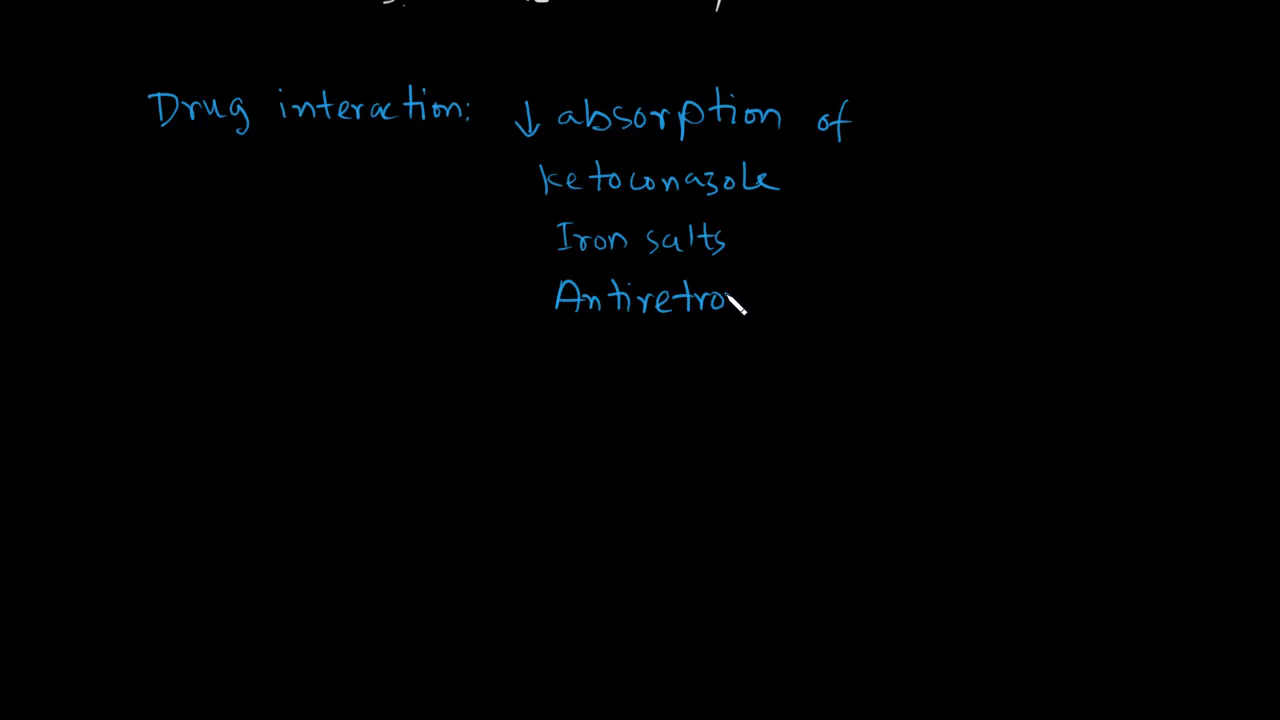 Drug interaction: ↓ absorption of
ketoconazole
Iron salts
Antiretro